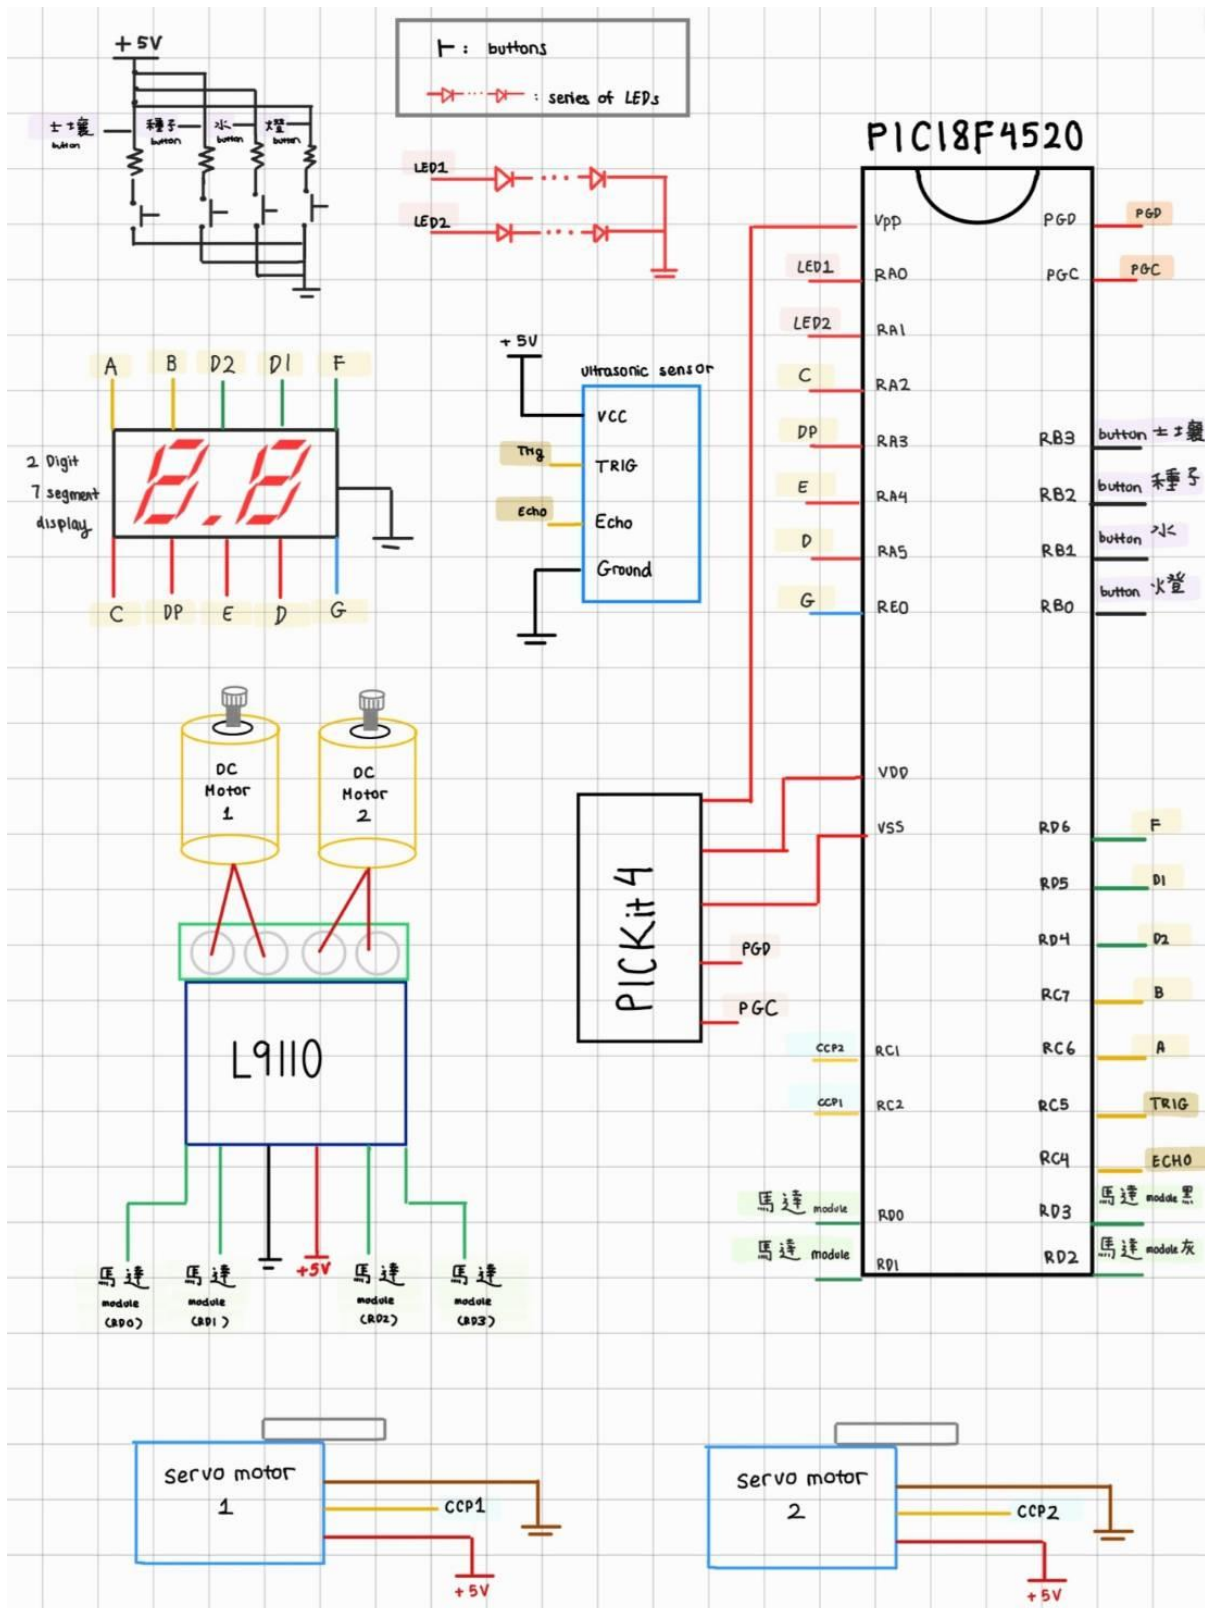 +5V
土壤
button
種子
button
水
button
燈
button
⊢: buttons
: series of LEDs
LED1
LED2
A B D2 D1 F
2 Digit
7 segment
display
8.8
C DP E D G
+5V
ultrasonic sensor
VCC
Trig
TRIG
Echo
Echo
Ground
PIC18F4520
VPP
LED1 RA0
LED2 RA1
C RA2
DP RA3
E RA4
D RA5
G RE0
VDD
VSS
CCP2 RC1
CCP1 RC2
馬達 module RD0
馬達 module RD1
PGD PGD
PGC PGC
RB3 button 土壤
RB2 button 種子
RB1 button 水
RB0 button 燈
RD6 F
RD5 D1
RD4 D2
RC7 B
RC6 A
RC5 TRIG
RC4 ECHO
RD3 馬達 module 黑
RD2 馬達 module 灰
PICKit 4
PGD
PGC
DC
Motor
1
DC
Motor
2
L9110
+5V
馬達
module
(RD0)
馬達
module
(RD1)
馬達
module
(RD2)
馬達
module
(RD3)
servo motor
1
CCP1
+5V
servo motor
2
CCP2
+5V